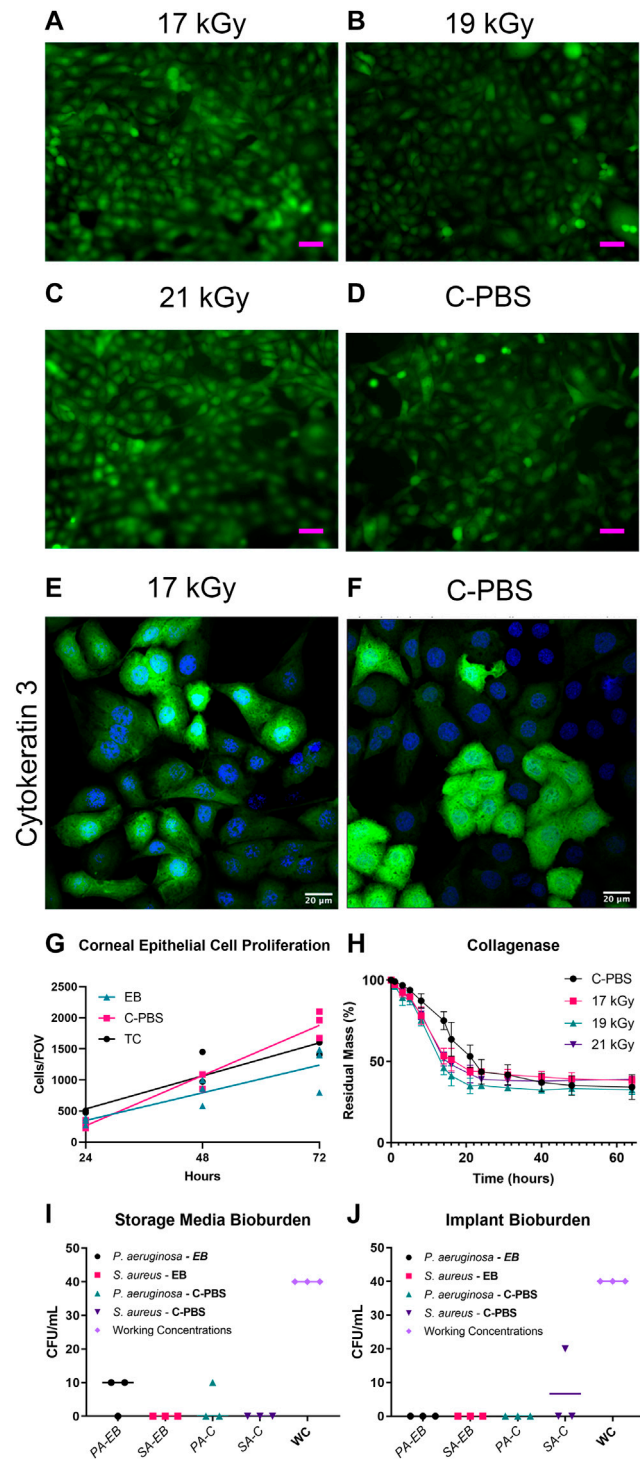 A 17 kGy B 19 kGy
C 21 kGy D C-PBS
E 17 kGy F C-PBS
Cytokeratin 3
20 μm 20 μm
G Corneal Epithelial Cell Proliferation
EB
C-PBS
TC
Cells/FOV
2500
2000
1500
1000
500
0
24 48 72
Hours
H Collagenase
C-PBS
17 kGy
19 kGy
21 kGy
Residual Mass (%)
100
50
0
0 20 40 60
Time (hours)
I Storage Media Bioburden
P. aeruginosa - EB
S. aureus - EB
P. aeruginosa - C-PBS
S. aureus - C-PBS
Working Concentrations
CFU/mL
50
40
30
20
10
0
PA-EB SA-EB PA-C SA-C WC
J Implant Bioburden
P. aeruginosa - EB
S. aureus - EB
P. aeruginosa - C-PBS
S. aureus - C-PBS
Working Concentrations
CFU/mL
50
40
30
20
10
0
PA-EB SA-EB PA-C SA-C WC